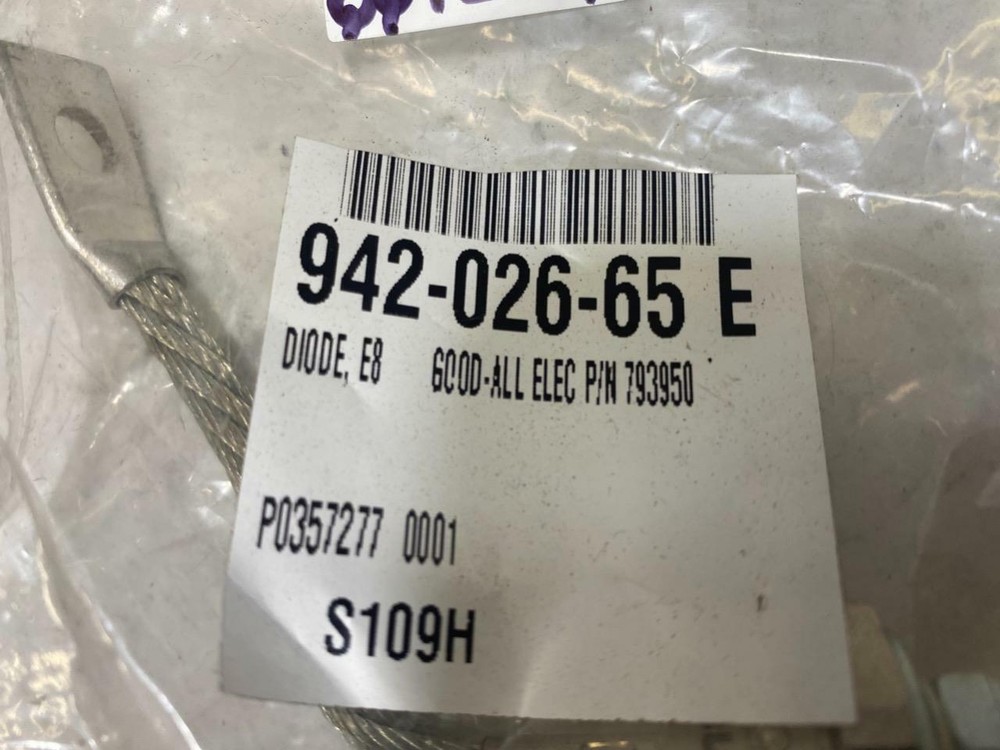 942-026-65 E
DIODE, E8 GOOD-ALL ELEC P/N 793950
P0357277 0001
S109H